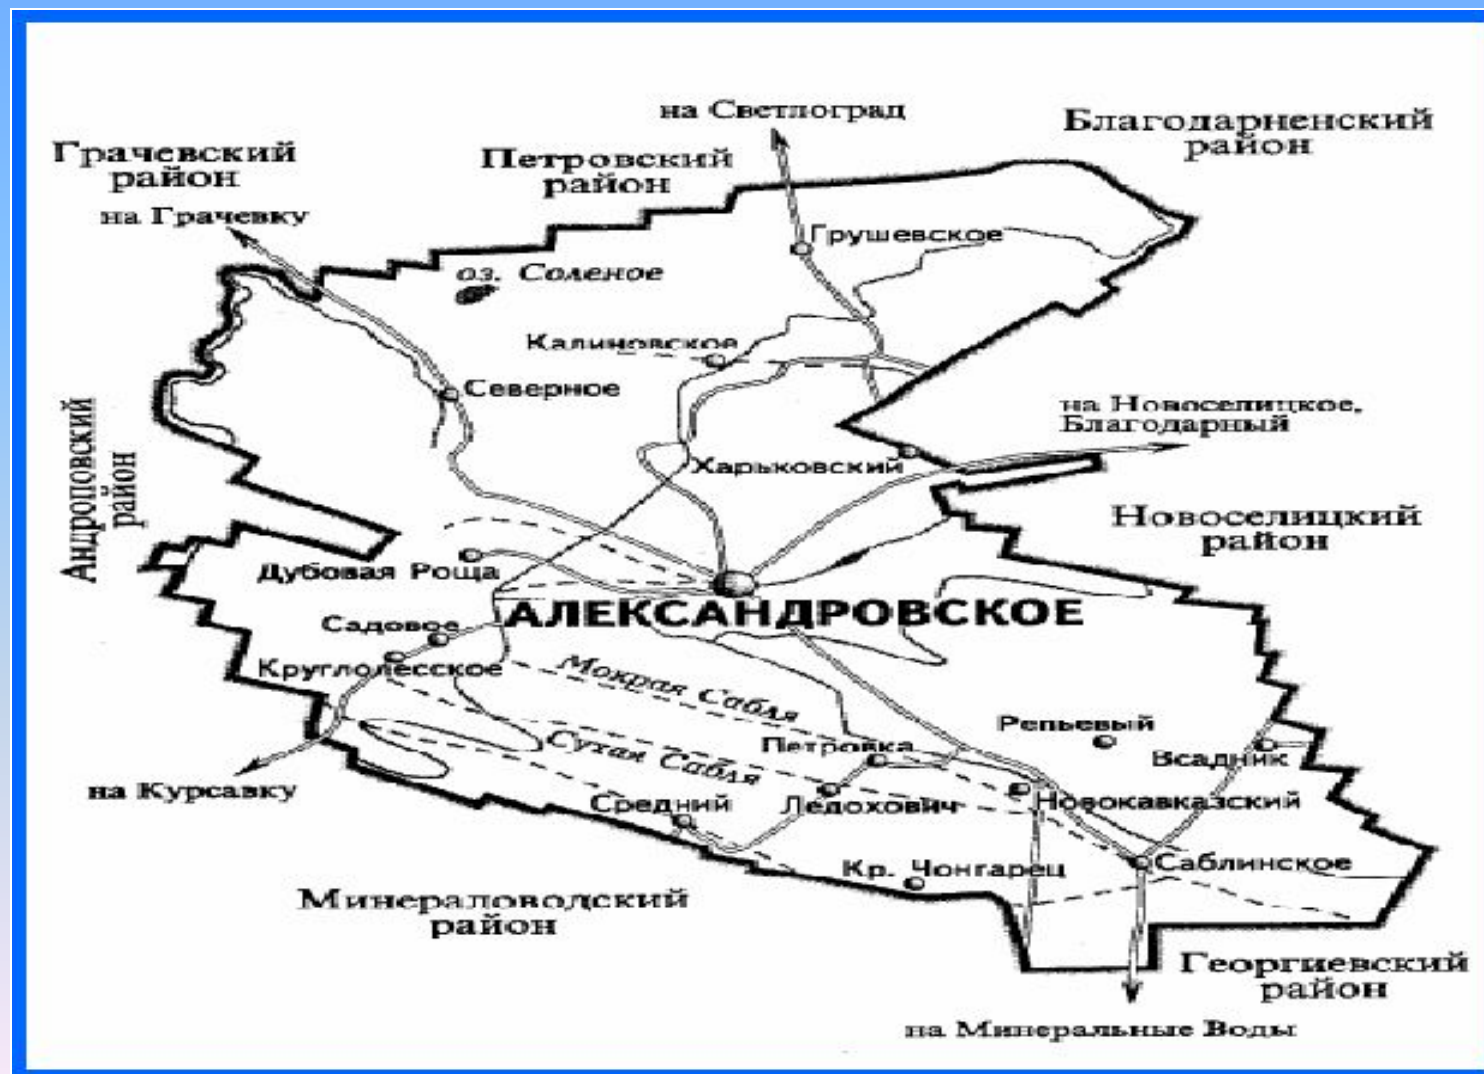 на Светлоград
Благодарненский
район
Грачевский
район
на Грачевку
Петровский
район
Грушевское
оз. Соленое
Калиновское
Северное
на Новоселицкое,
Благодарный
Харьковский
Андроповский
район
Новоселицкий
район
Дубовая Роща
АЛЕКСАНДРОВСКОЕ
Садовое
Круглолесское
Мокрая Сабля
Репьевый
Сухая Сабля
Петровка
Всадник
на Курсавку
Средний
Ледохович
Новокавказский
Кр. Чонгарец
Саблинское
Минераловодский
район
Георгиевский
район
на Минеральные Воды